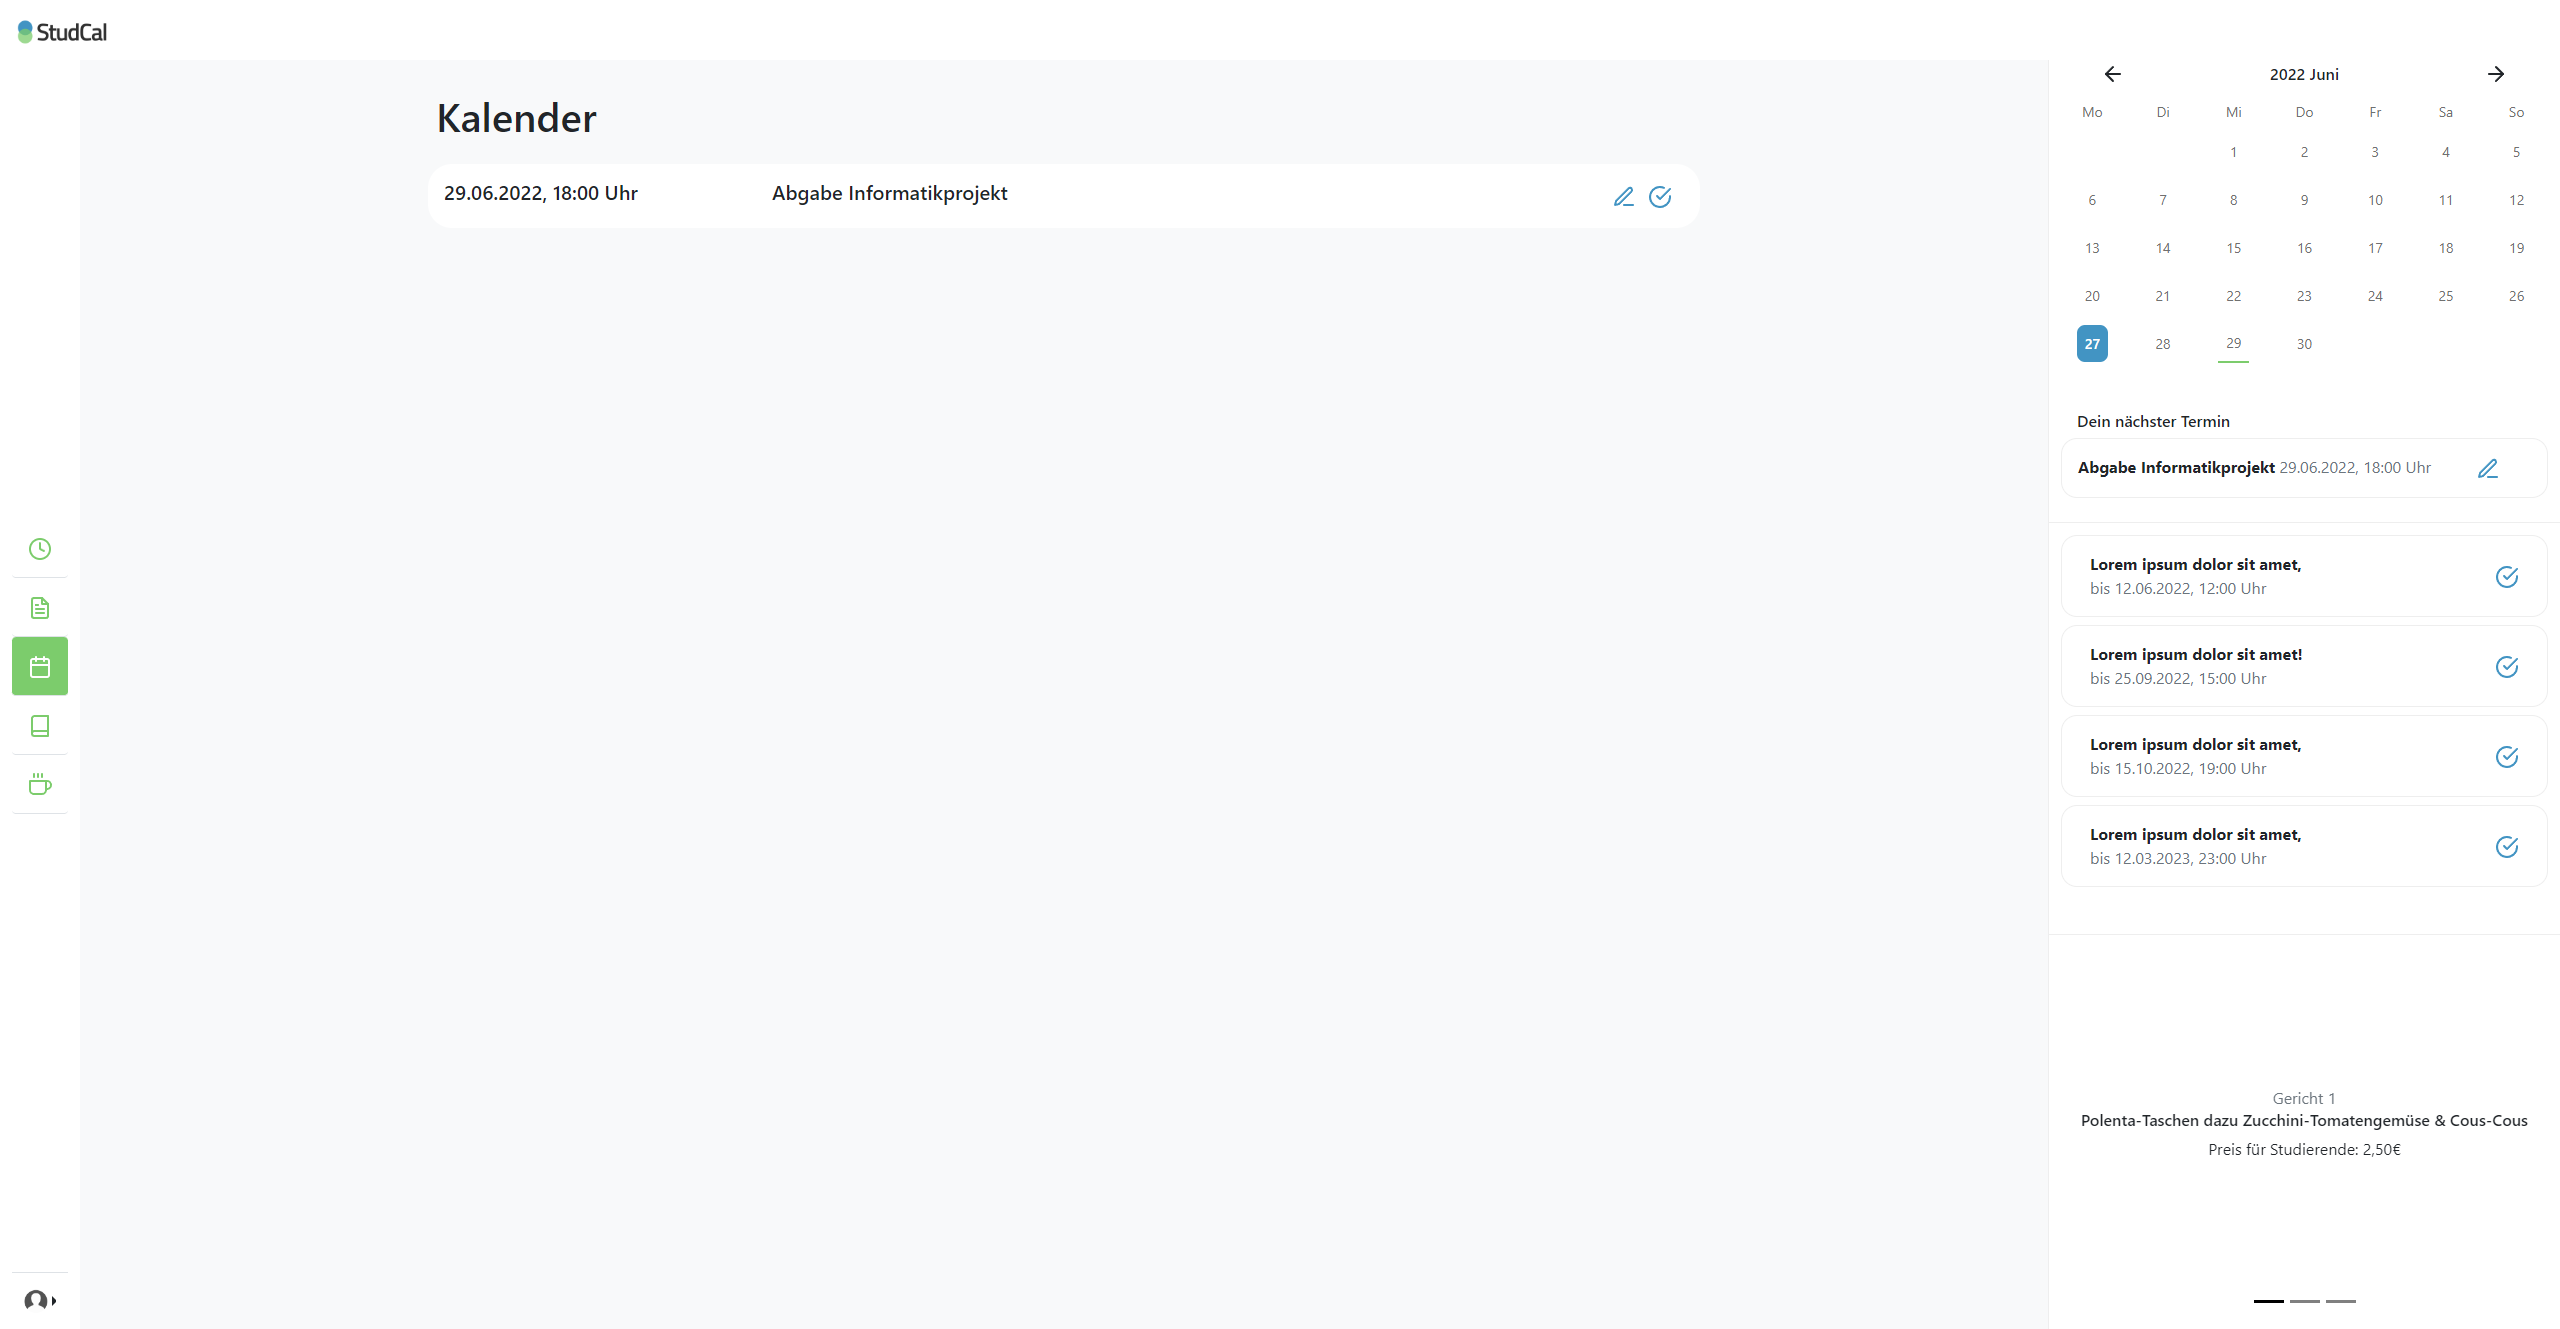 StudCal
Kalender
29.06.2022, 18:00 Uhr Abgabe Informatikprojekt
2022 Juni
Mo Di Mi Do Fr Sa So
1 2 3 4 5
6 7 8 9 10 11 12
13 14 15 16 17 18 19
20 21 22 23 24 25 26
27 28 29 30
Dein nächster Termin
Abgabe Informatikprojekt 29.06.2022, 18:00 Uhr
Lorem ipsum dolor sit amet,
bis 12.06.2022, 12:00 Uhr
Lorem ipsum dolor sit amet!
bis 25.09.2022, 15:00 Uhr
Lorem ipsum dolor sit amet,
bis 15.10.2022, 19:00 Uhr
Lorem ipsum dolor sit amet,
bis 12.03.2023, 23:00 Uhr
Gericht 1
Polenta-Taschen dazu Zucchini-Tomatengemüse & Cous-Cous
Preis für Studierende: 2,50€